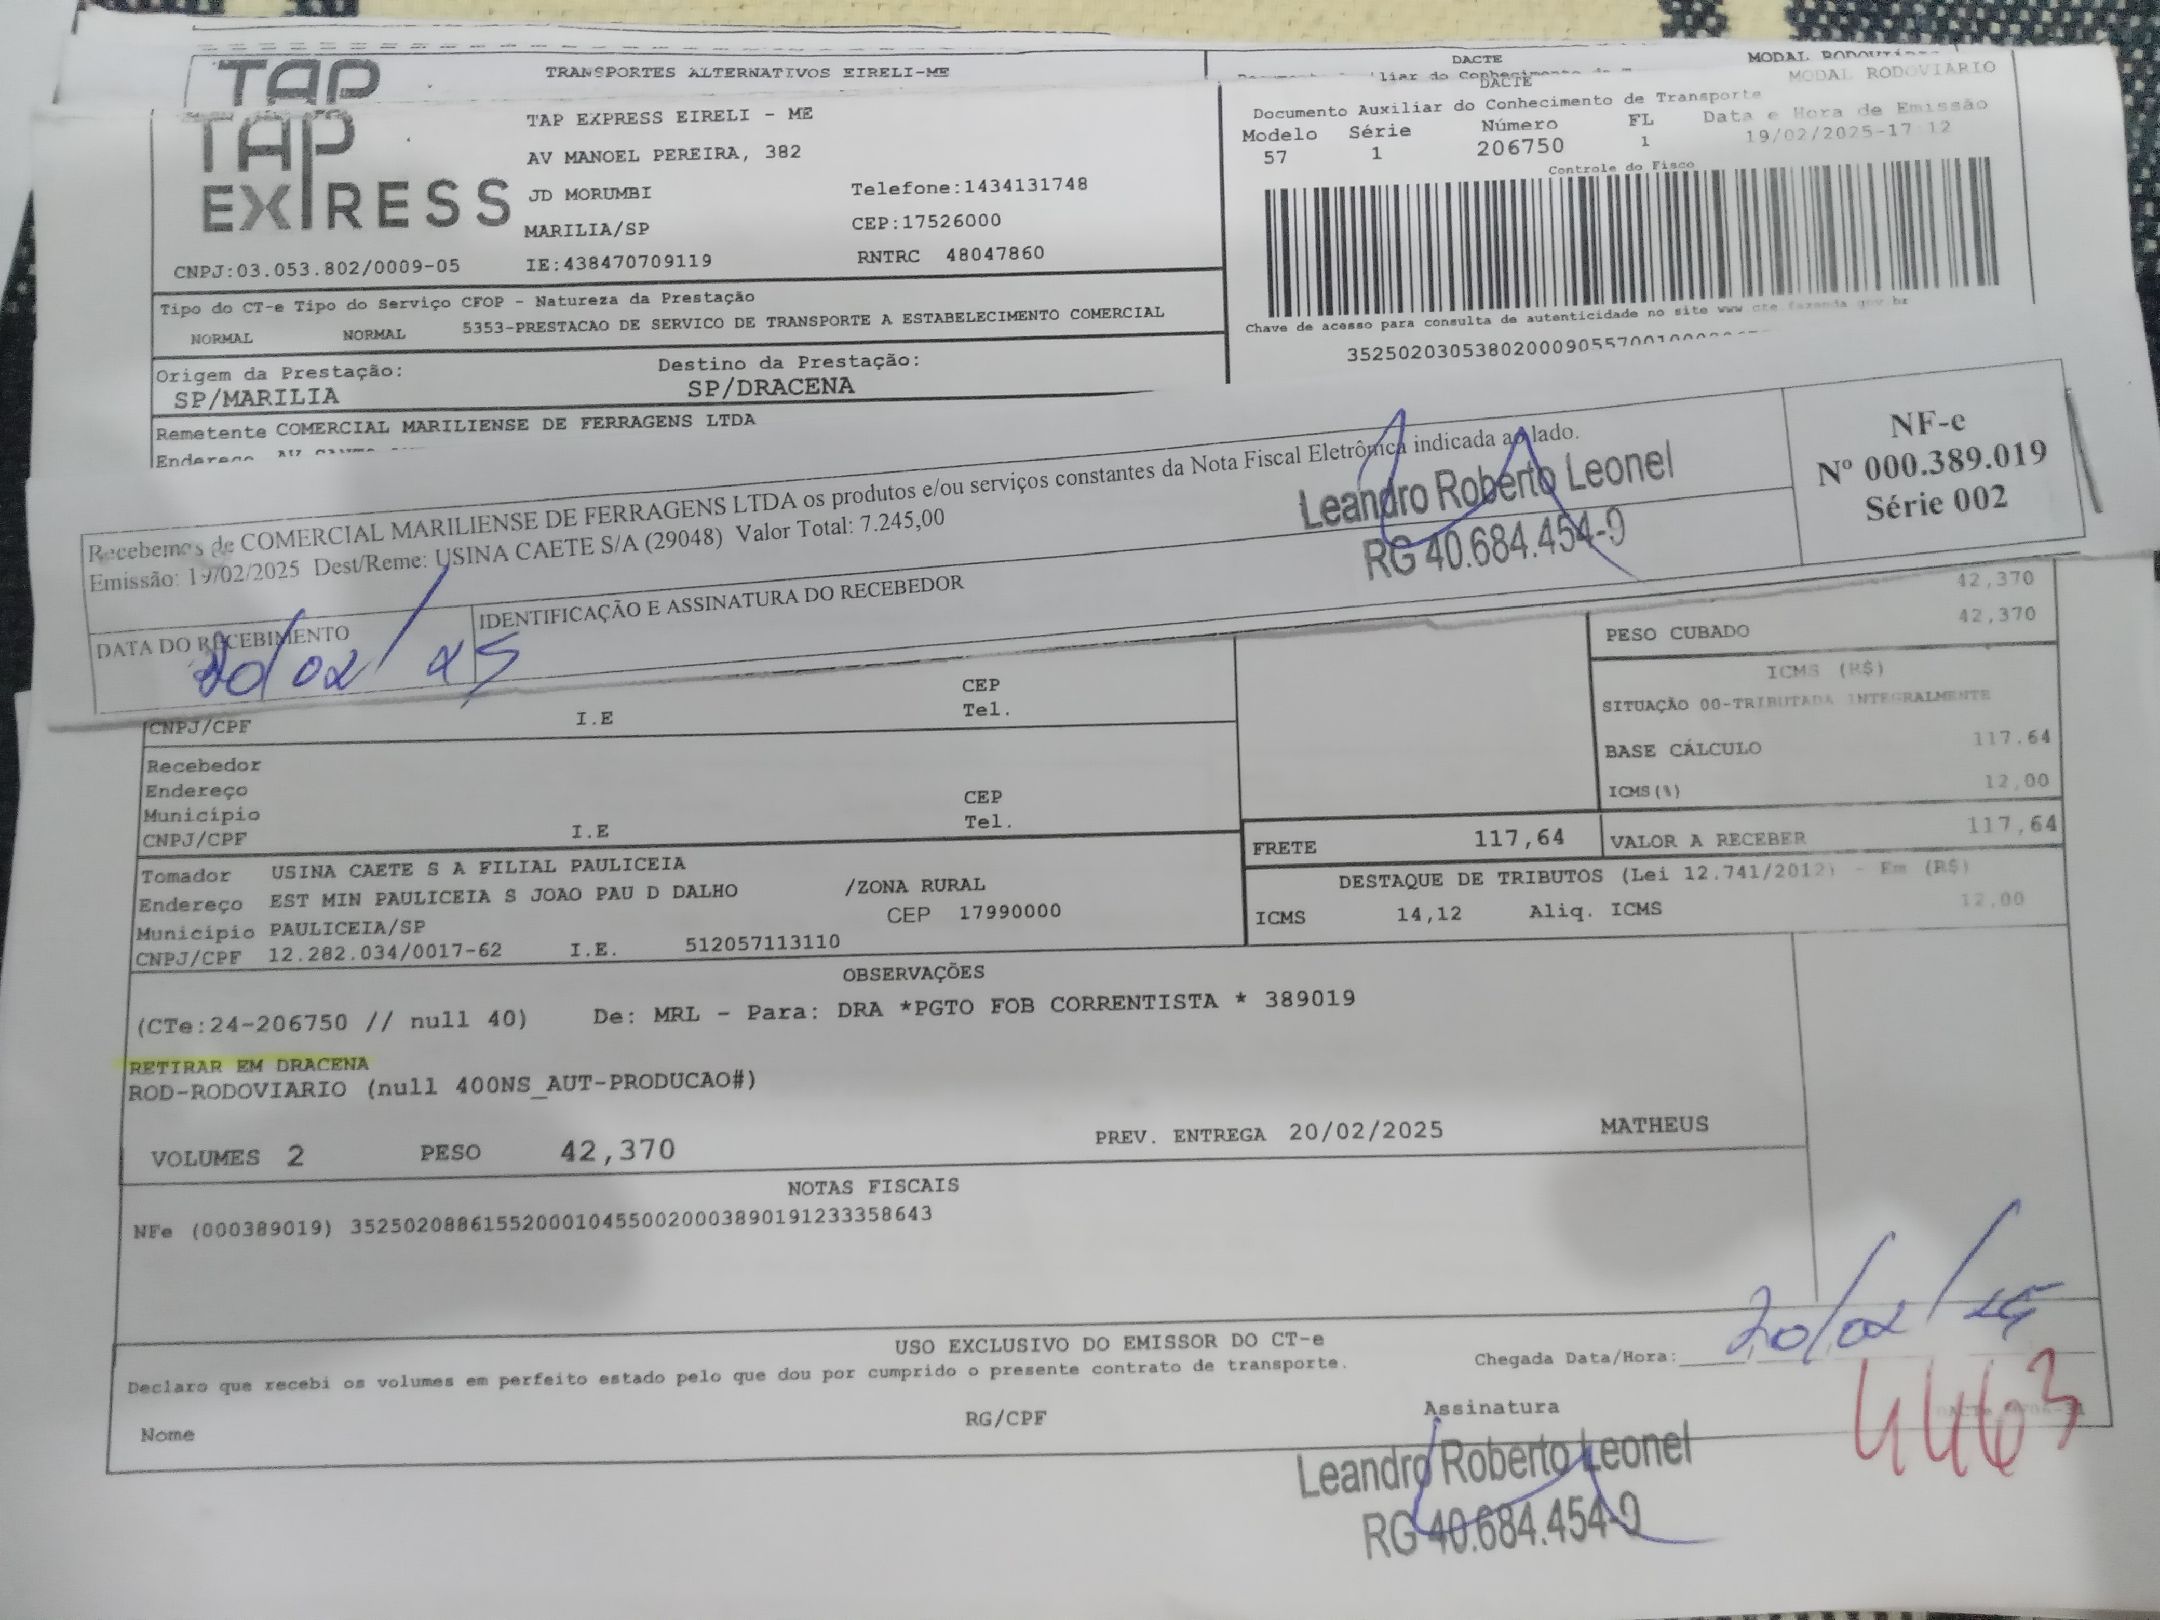 TAP
TRANSPORTES ALTERNATIVOS EIRELI-ME
DACTE
MODAL
TAP EXPRESS
TAP EXPRESS EIRELI - ME
AV MANOEL PEREIRA, 382
JD MORUMBI
Telefone:1434131748
MARILIA/SP
CEP:17526000
CNPJ:03.053.802/0009-05
IE:438470709119
RNTRC 48047860
DACTE
MODAL RODOVIARIO
Documento Auxiliar do Conhecimento de Transporte
Modelo Série Número FL Data e Hora de Emissão
57 1 206750 1 19/02/2025-17:12
Controle do Fisco
Chave de acesso para consulta de autenticidade no site www cte.fazenda gov br
Tipo do CT-e Tipo do Serviço CFOP - Natureza da Prestação
NORMAL NORMAL 5353-PRESTACAO DE SERVICO DE TRANSPORTE A ESTABELECIMENTO COMERCIAL
Origem da Prestação: Destino da Prestação:
SP/MARILIA SP/DRACENA
Remetente COMERCIAL MARILIENSE DE FERRAGENS LTDA
Endereço
Recebemos de COMERCIAL MARILIENSE DE FERRAGENS LTDA os produtos e/ou serviços constantes da Nota Fiscal Eletrônica indicada ao lado.
Emissão: 19/02/2025 Dest/Reme: USINA CAETE S/A (29048) Valor Total: 7.245,00
Leandro Roberto Leonel
RG 40.684.454-9
NF-e
Nº 000.389.019
Série 002
DATA DO RECEBIMENTO
20/02/25
IDENTIFICAÇÃO E ASSINATURA DO RECEBEDOR
42,370
PESO CUBADO 42,370
ICMS (R$)
SITUAÇÃO 00-TRIBUTADA INTEGRALMENTE
BASE CÁLCULO 117.64
ICMS(%) 12,00
CEP
CNPJ/CPF I.E Tel.
Recebedor
Endereço
Município CEP
CNPJ/CPF I.E Tel.
FRETE 117,64 VALOR A RECEBER 117,64
DESTAQUE DE TRIBUTOS (Lei 12.741/2012) - Em (R$)
ICMS 14,12 Aliq. ICMS 12,00
Tomador USINA CAETE S A FILIAL PAULICEIA
Endereço EST MIN PAULICEIA S JOAO PAU D DALHO /ZONA RURAL
Município PAULICEIA/SP CEP 17990000
CNPJ/CPF 12.282.034/0017-62 I.E. 512057113110
OBSERVAÇÕES
(CTe:24-206750 // null 40) De: MRL - Para: DRA *PGTO FOB CORRENTISTA * 389019
RETIRAR EM DRACENA
ROD-RODOVIARIO (null 400NS_AUT-PRODUCAO#)
VOLUMES 2 PESO 42,370 PREV. ENTREGA 20/02/2025 MATHEUS
NOTAS FISCAIS
NFe (000389019) 35250208861552000104550020003890191233358643
USO EXCLUSIVO DO EMISSOR DO CT-e
Declaro que recebi os volumes em perfeito estado pelo que dou por cumprido o presente contrato de transporte.
Chegada Data/Hora: 20/02/25
Nome RG/CPF Assinatura
4463
Leandro Roberto Leonel
RG 40.684.454-9